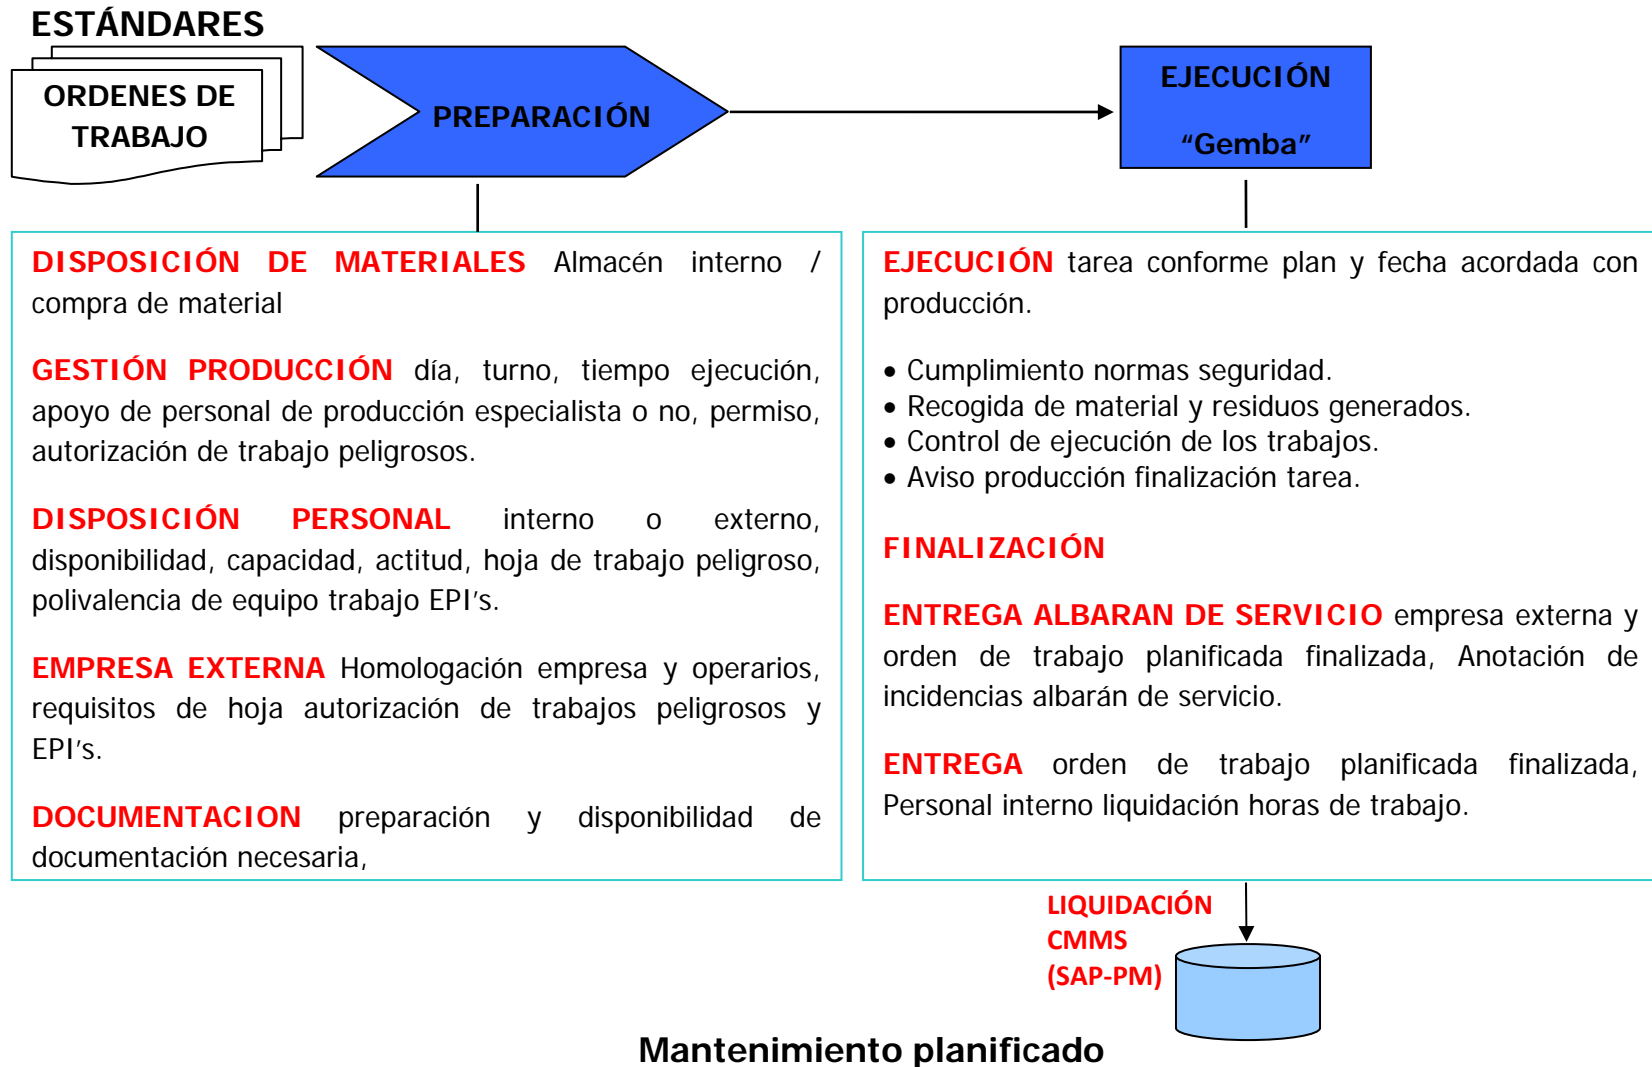 ESTÁNDARES
ORDENES DE
TRABAJO
PREPARACIÓN
EJECUCIÓN
“Gemba”
DISPOSICIÓN DE MATERIALES Almacén interno /
compra de material
GESTIÓN PRODUCCIÓN día, turno, tiempo ejecución,
apoyo de personal de producción especialista o no, permiso,
autorización de trabajo peligrosos.
DISPOSICIÓN PERSONAL interno o externo,
disponibilidad, capacidad, actitud, hoja de trabajo peligroso,
polivalencia de equipo trabajo EPI’s.
EMPRESA EXTERNA Homologación empresa y operarios,
requisitos de hoja autorización de trabajos peligrosos y
EPI’s.
DOCUMENTACION preparación y disponibilidad de
documentación necesaria,
EJECUCIÓN tarea conforme plan y fecha acordada con
producción.
• Cumplimiento normas seguridad.
• Recogida de material y residuos generados.
• Control de ejecución de los trabajos.
• Aviso producción finalización tarea.
FINALIZACIÓN
ENTREGA ALBARAN DE SERVICIO empresa externa y
orden de trabajo planificada finalizada, Anotación de
incidencias albarán de servicio.
ENTREGA orden de trabajo planificada finalizada,
Personal interno liquidación horas de trabajo.
LIQUIDACIÓN
CMMS
(SAP-PM)
Mantenimiento planificado